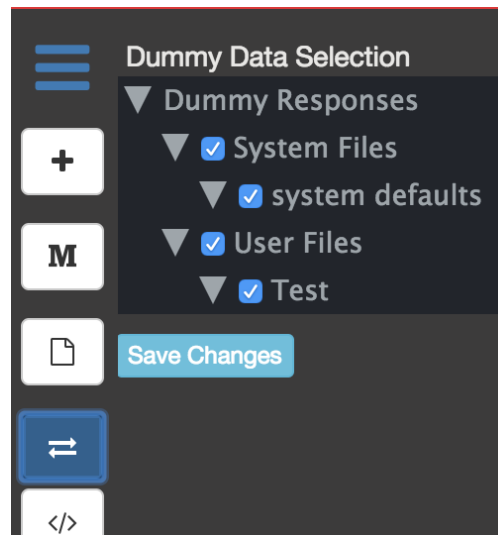 Dummy Data Selection
Dummy Responses
System Files
system defaults
User Files
Test
M
Save Changes
</>